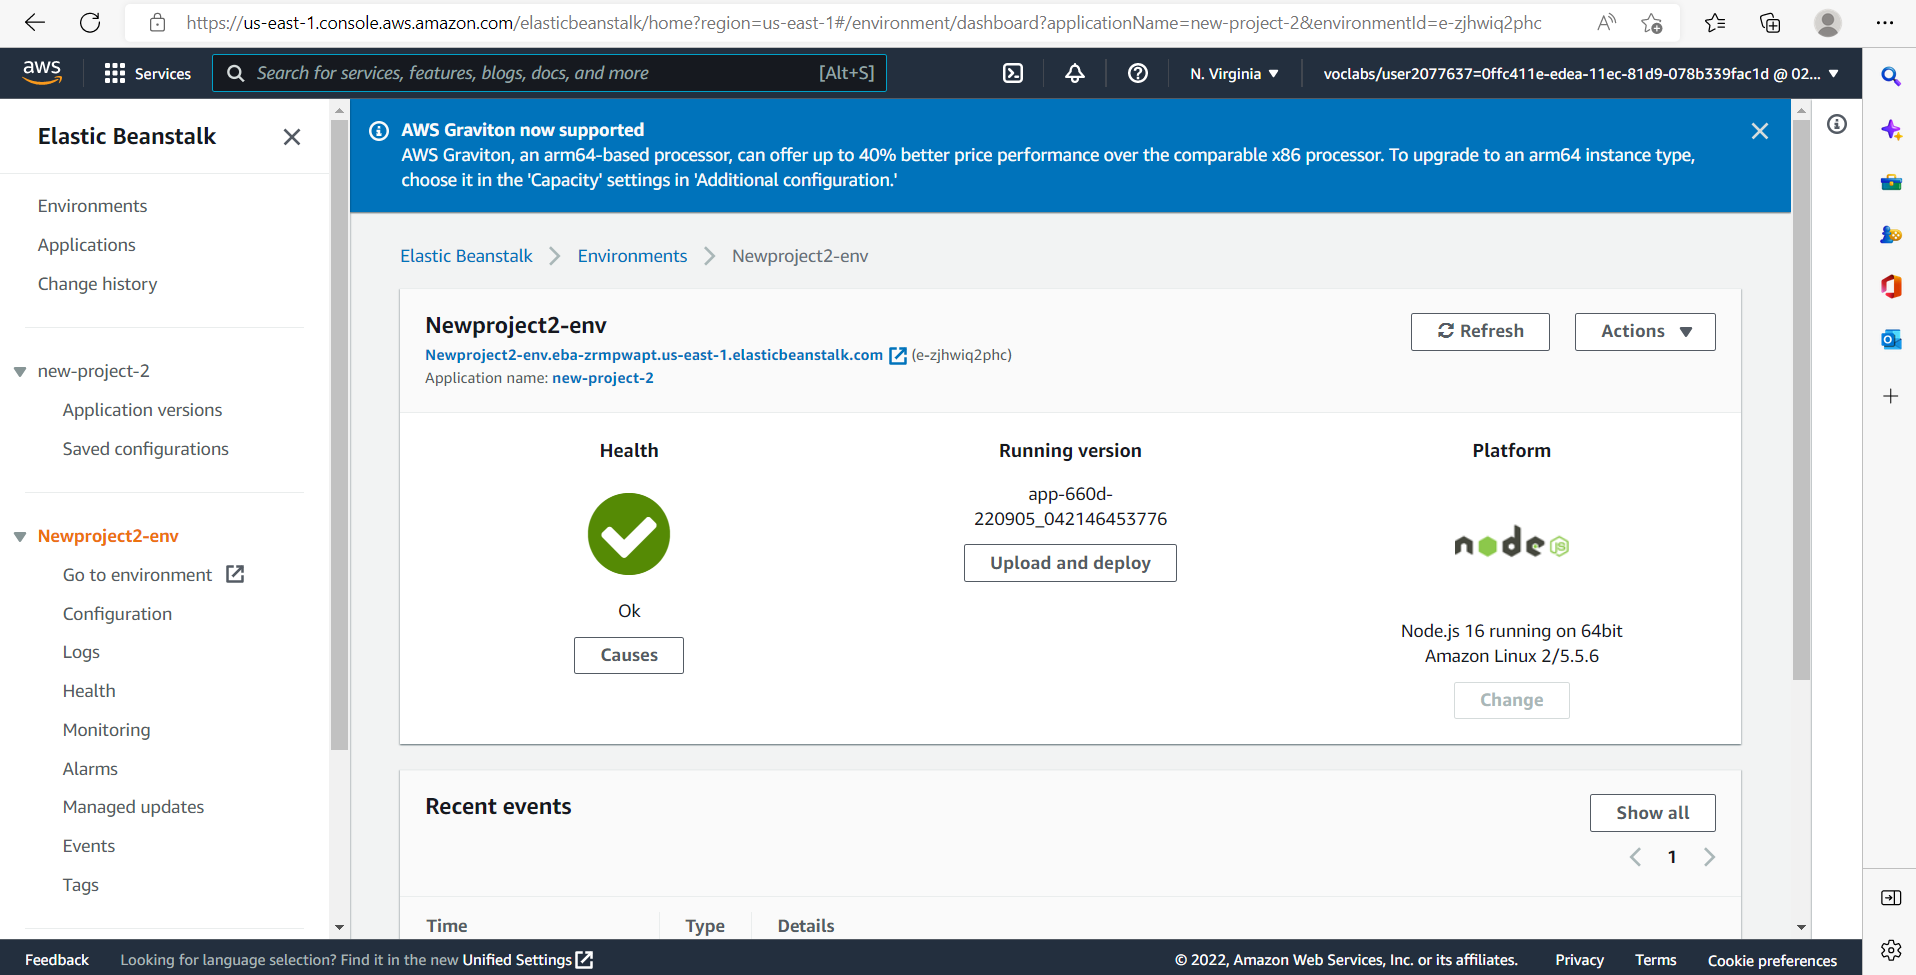 https://us-east-1.console.aws.amazon.com/elasticbeanstalk/home?region=us-east-1#/environment/dashboard?applicationName=new-project-2&environmentId=e-zjhwiq2phc
aws Services Search for services, features, blogs, docs, and more [Alt+S] N. Virginia voclabs/user2077637=0ffc411e-edea-11ec-81d9-078b339fac1d @ 02...
Elastic Beanstalk
Environments
Applications
Change history
new-project-2
Application versions
Saved configurations
Newproject2-env
Go to environment
Configuration
Logs
Health
Monitoring
Alarms
Managed updates
Events
Tags
AWS Graviton now supported
AWS Graviton, an arm64-based processor, can offer up to 40% better price performance over the comparable x86 processor. To upgrade to an arm64 instance type,
choose it in the 'Capacity' settings in 'Additional configuration.'
Elastic Beanstalk Environments Newproject2-env
Newproject2-env
Newproject2-env.eba-zrmpwapt.us-east-1.elasticbeanstalk.com (e-zjhwiq2phc)
Application name: new-project-2
Refresh
Actions
Health
Ok
Causes
Running version
app-660d-
220905_042146453776
Upload and deploy
Platform
node JS
Node.js 16 running on 64bit
Amazon Linux 2/5.5.6
Change
Recent events
Show all
1
Time Type Details
Feedback Looking for language selection? Find it in the new Unified Settings © 2022, Amazon Web Services, Inc. or its affiliates. Privacy Terms Cookie preferences